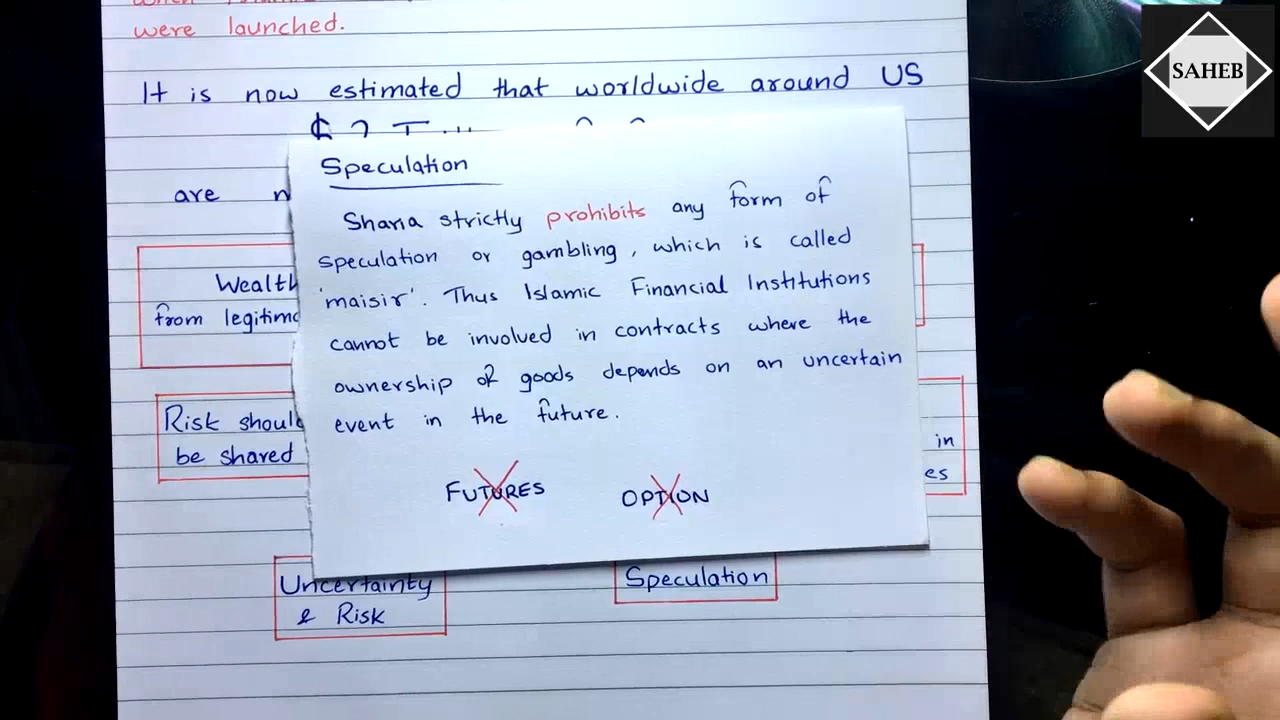 were launched.
It is now estimated that worldwide around US
are
Speculation
Sharia strictly prohibits any form of
speculation or gambling, which is called
'maisir'. Thus Islamic Financial Institutions
cannot be involved in contracts where the
ownership of goods depends on an uncertain
event in the future.
FUTURES OPTION
Wealth
from legitim
Risk should
be shared
in
es
Uncertainty
& Risk
Speculation
SAHEB